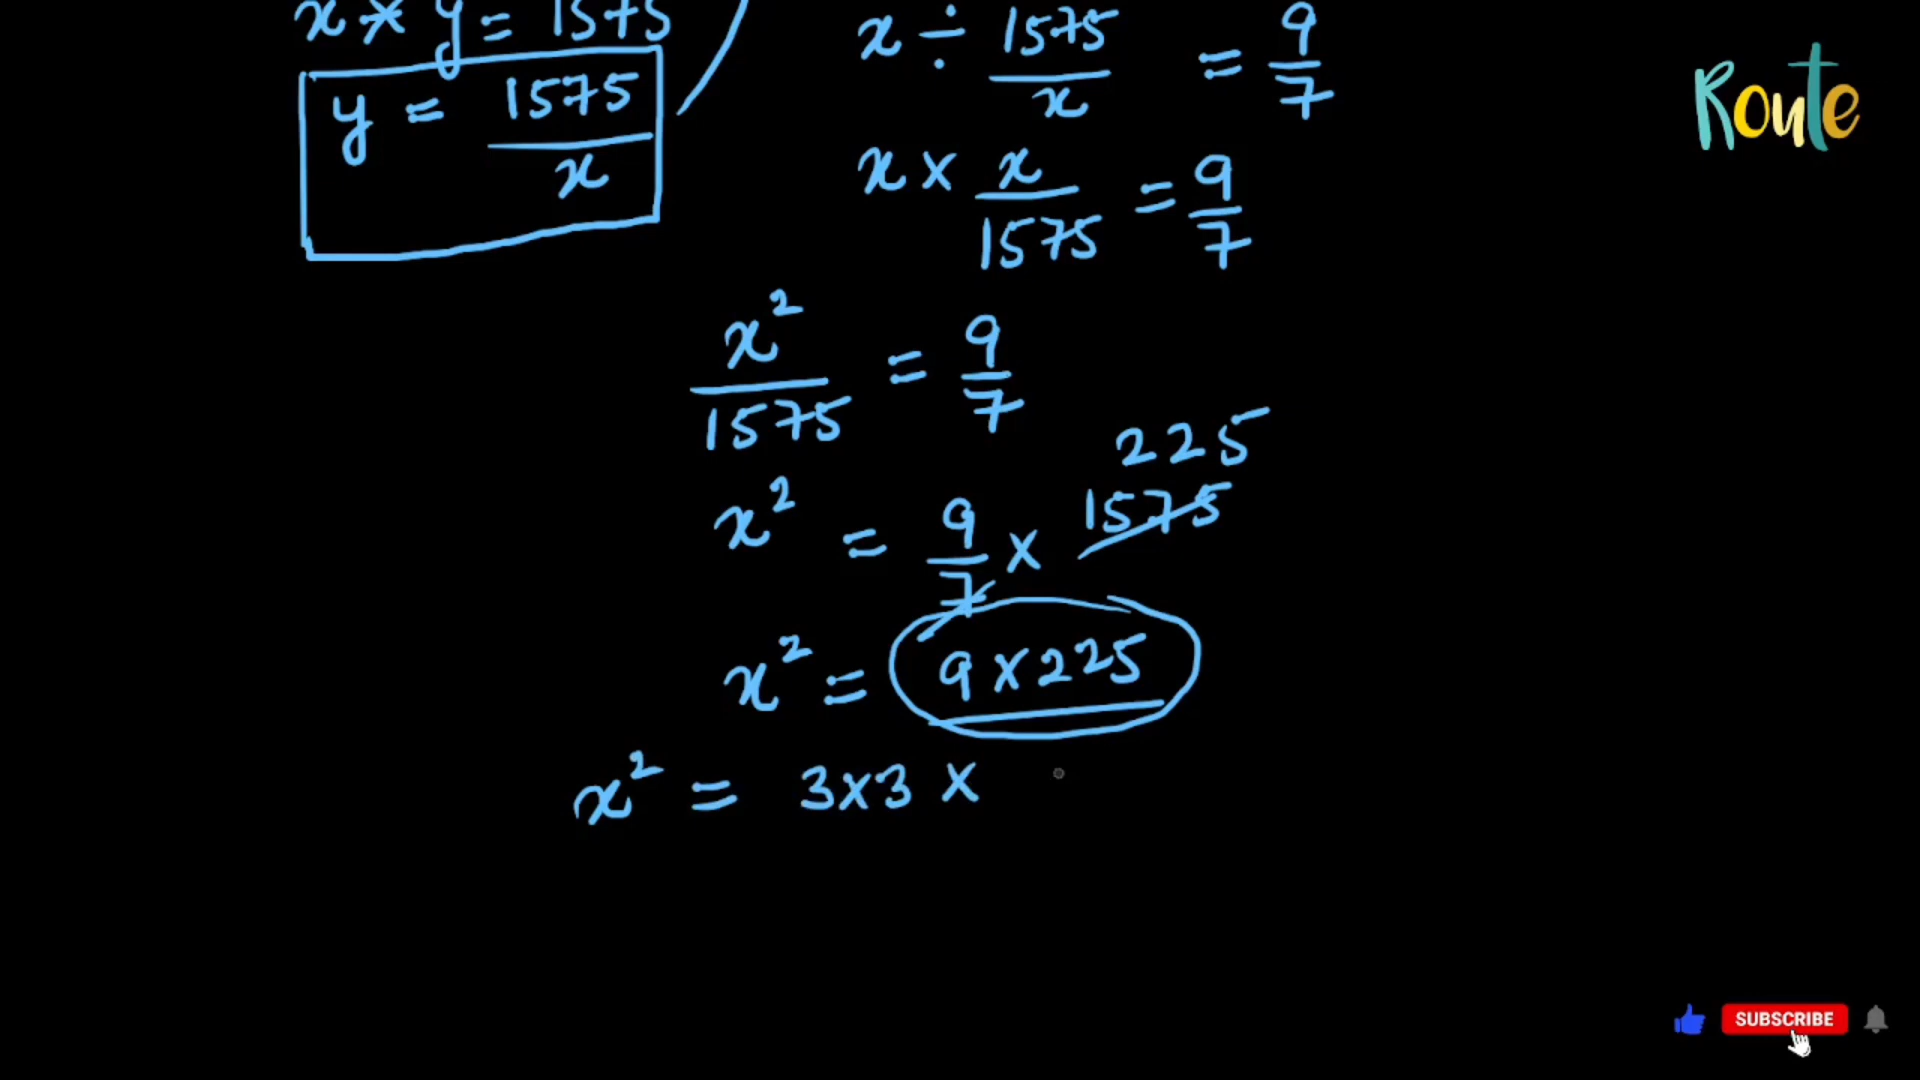 x * y = 1575
y = 1575/x
x ÷ 1575/x = 9/7
x × x/1575 = 9/7
x²/1575 = 9/7
225
x² = 9/7 × 1575
x² = 9 × 225
x² = 3 × 3 ×
Route
SUBSCRIBE